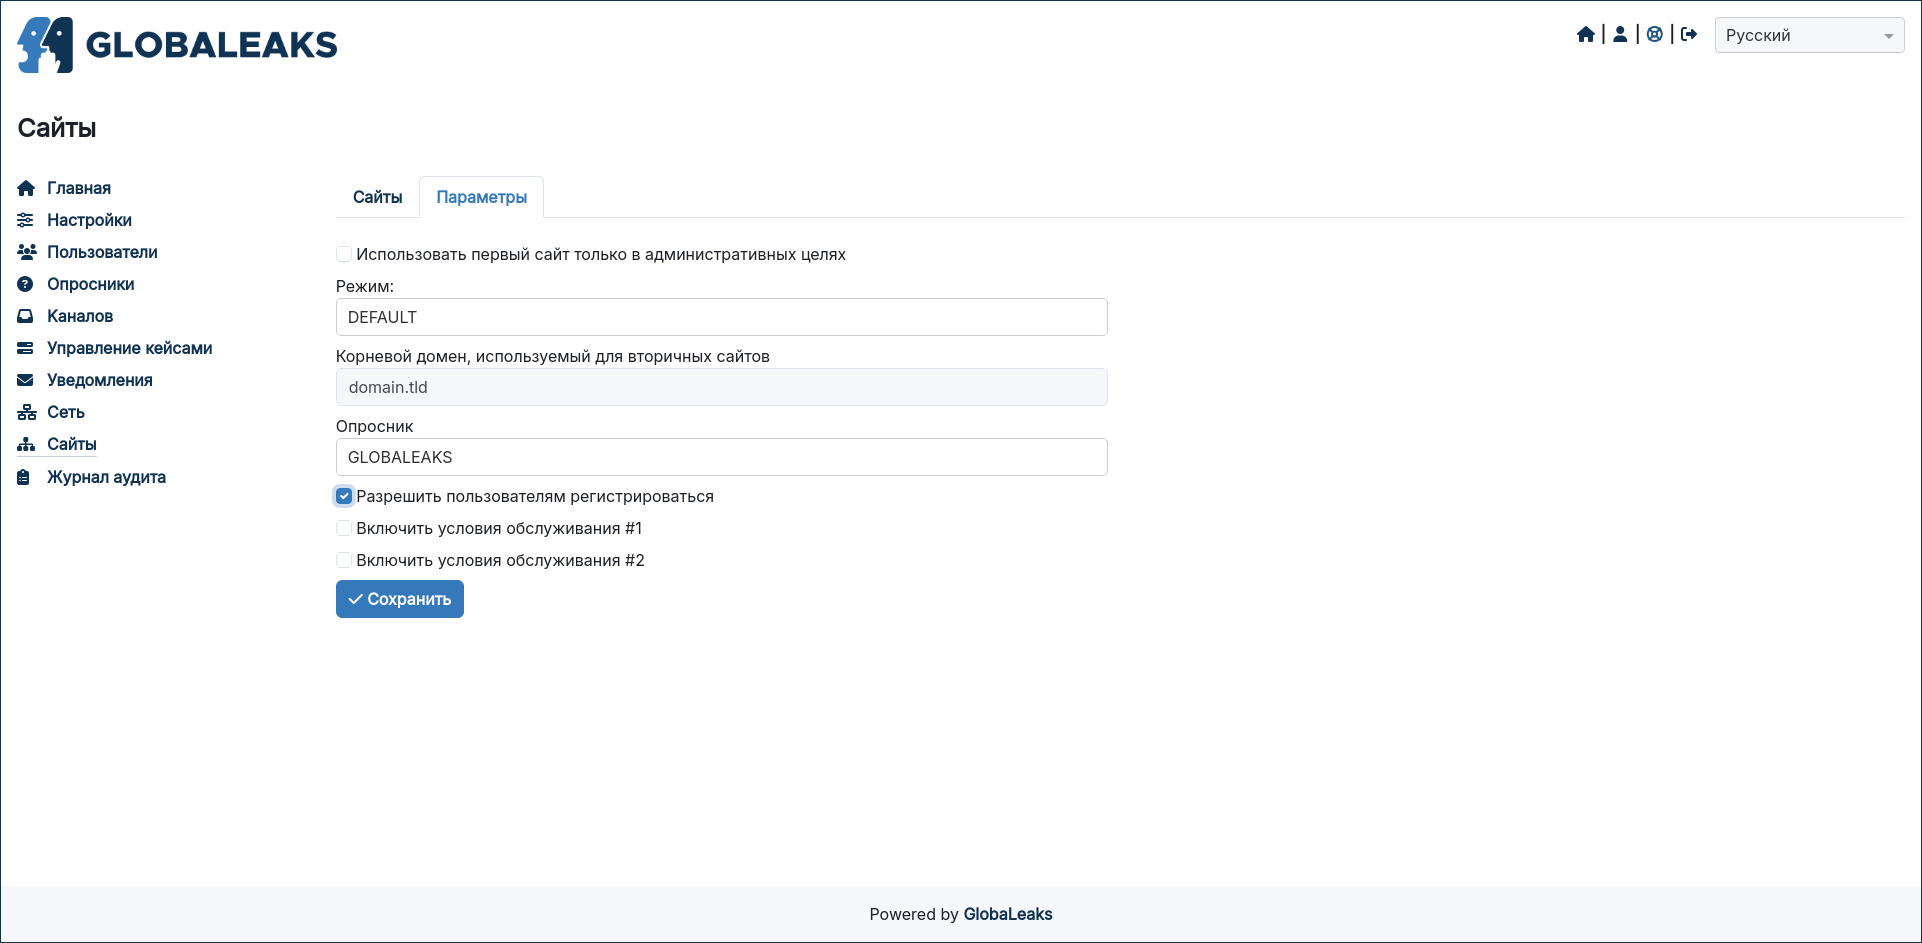 GLOBALEAKS
Русский
Сайты
Главная
Настройки
Пользователи
Опросники
Каналов
Управление кейсами
Уведомления
Сеть
Сайты
Журнал аудита
Сайты
Параметры
Использовать первый сайт только в административных целях
Режим:
DEFAULT
Корневой домен, используемый для вторичных сайтов
domain.tld
Опросник
GLOBALEAKS
Разрешить пользователям регистрироваться
Включить условия обслуживания #1
Включить условия обслуживания #2
Сохранить
Powered by GlobaLeaks